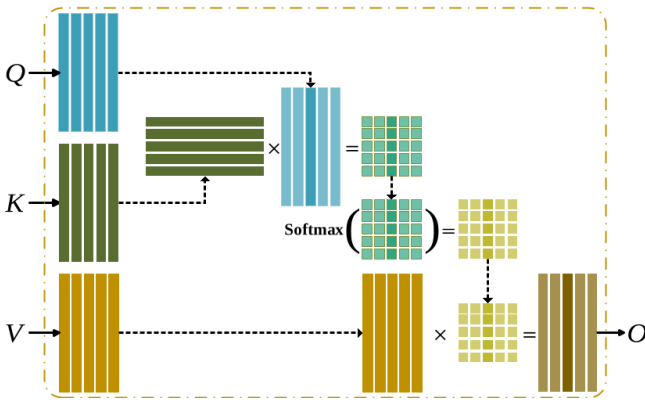 Q
×
=
K
Softmax( ) =
V
× =
O